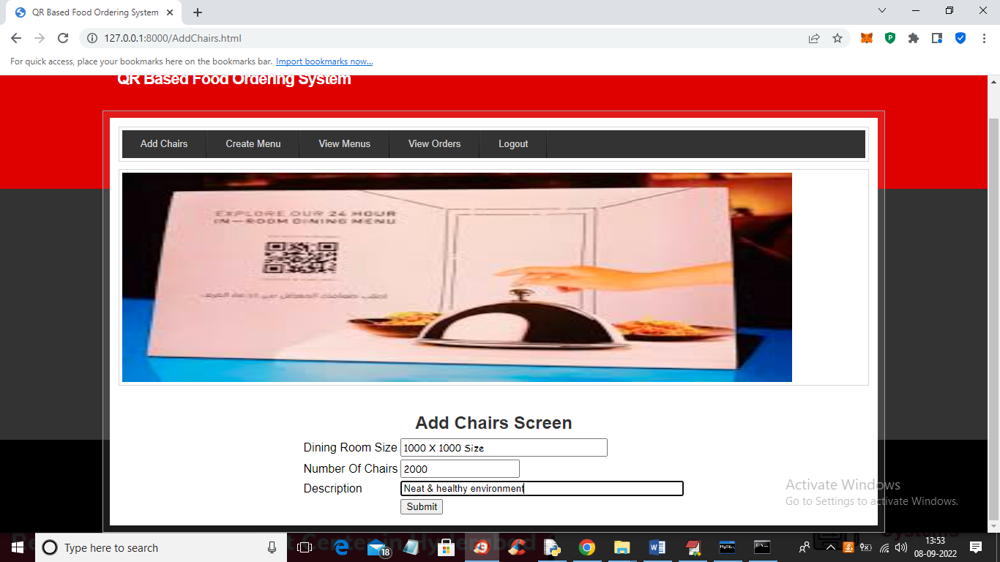 QR Based Food Ordering System
127.0.0.1:8000/AddChairs.html
For quick access, place your bookmarks here on the bookmarks bar. Import bookmarks now...
QR Based Food Ordering System
Add Chairs Create Menu View Menus View Orders Logout
EXPLORE OUR 24 HOUR
IN-ROOM DINING MENU
Add Chairs Screen
Dining Room Size 1000 X 1000 Size
Number Of Chairs 2000
Description Neat & healthy environment
Submit
Activate Windows
Go to Settings to activate Windows.
Type here to search
18
13:53
08-09-2022